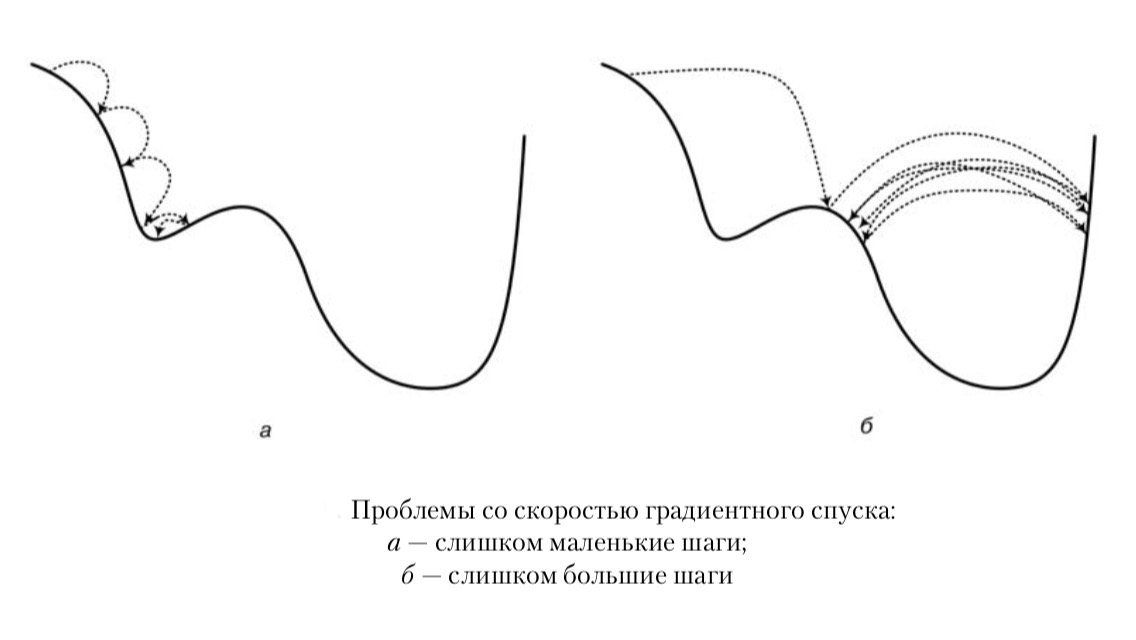 а
б
Проблемы со скоростью градиентного спуска:
а — слишком маленькие шаги;
б — слишком большие шаги